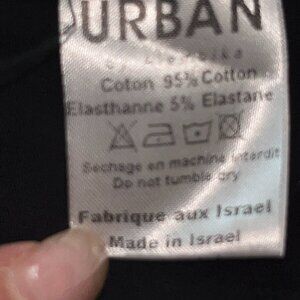 URBAN
Coton 95% Cotton
Elasthanne 5% Elastane
Sechage en machine interdit
Do not tumble dry
Fabrique aux Israel
Made in Israel